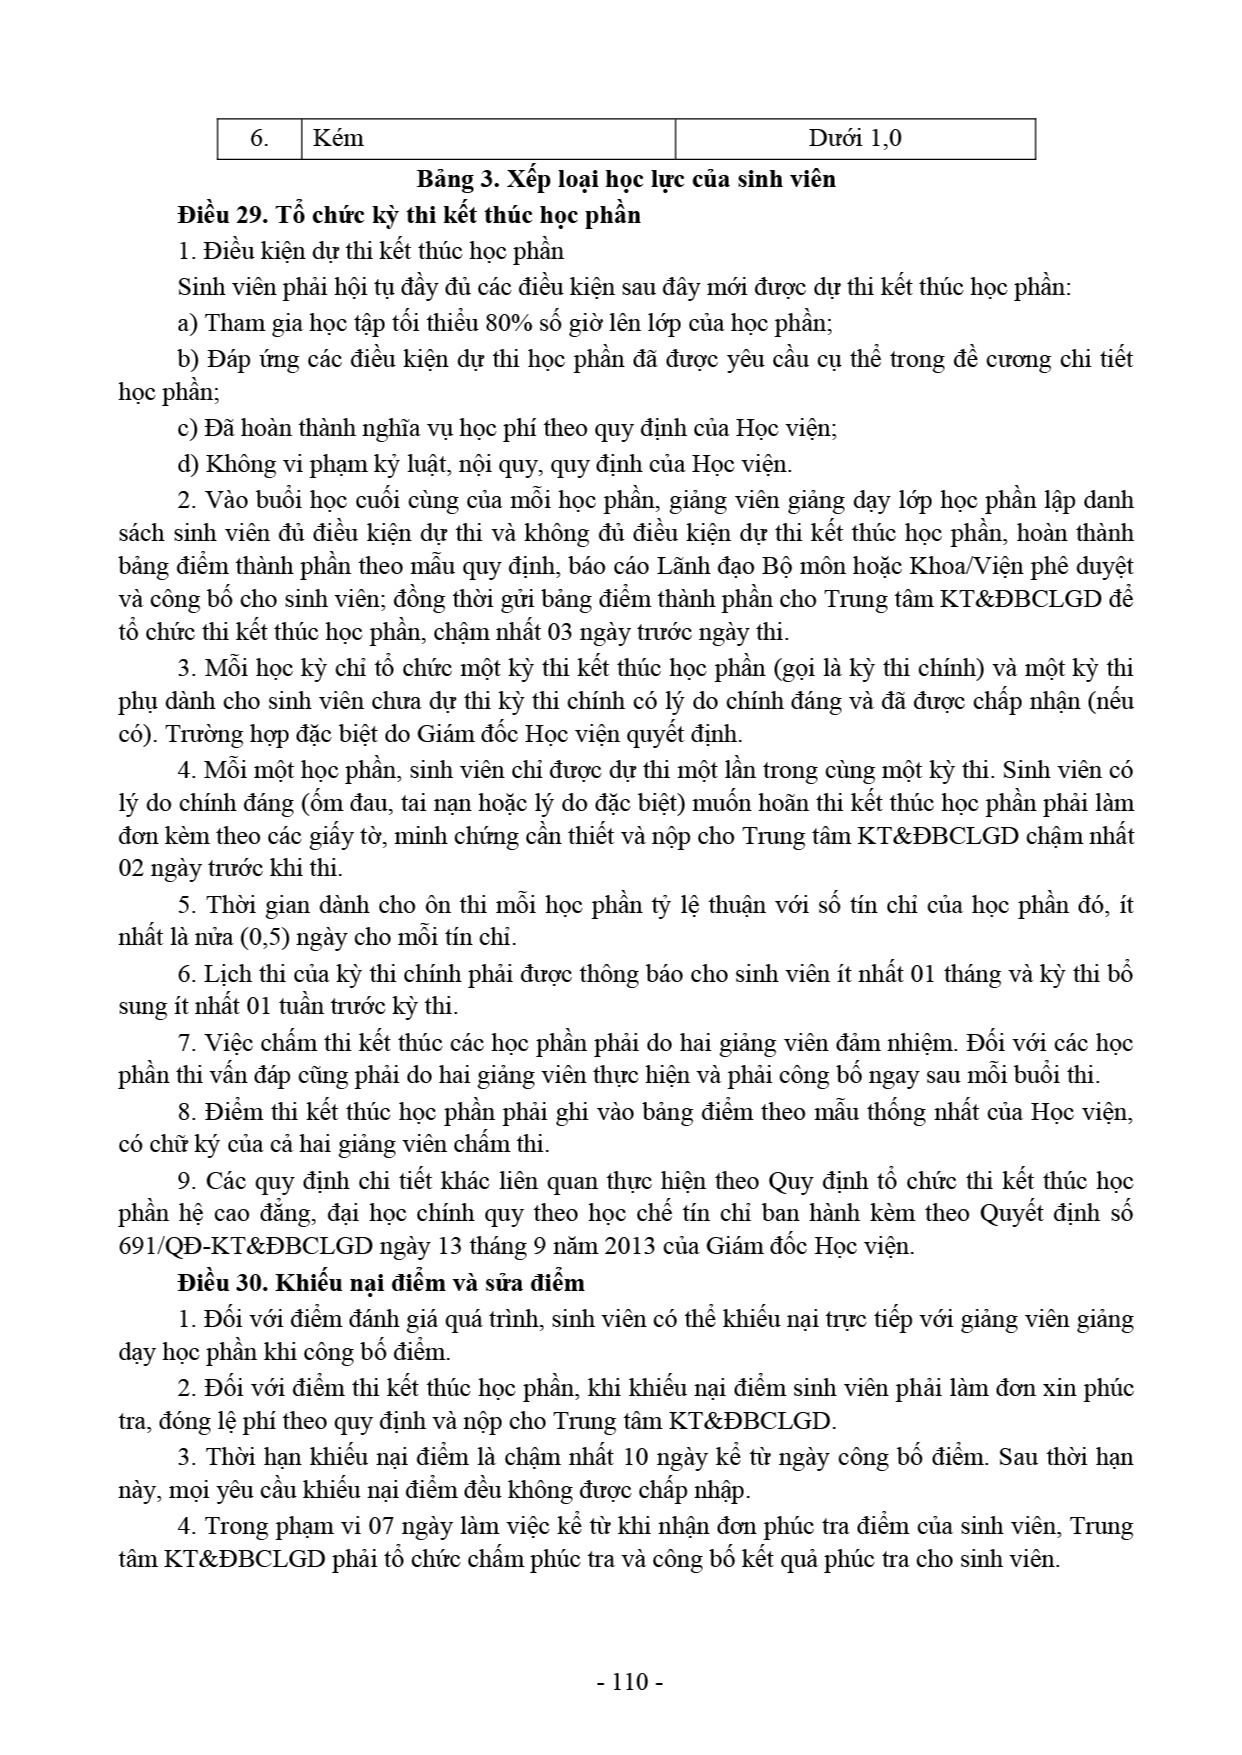 6. Kém Dưới 1,0
Bảng 3. Xếp loại học lực của sinh viên
Điều 29. Tổ chức kỳ thi kết thúc học phần
1. Điều kiện dự thi kết thúc học phần
Sinh viên phải hội tụ đầy đủ các điều kiện sau đây mới được dự thi kết thúc học phần:
a) Tham gia học tập tối thiểu 80% số giờ lên lớp của học phần;
b) Đáp ứng các điều kiện dự thi học phần đã được yêu cầu cụ thể trong đề cương chi tiết
học phần;
c) Đã hoàn thành nghĩa vụ học phí theo quy định của Học viện;
d) Không vi phạm kỷ luật, nội quy, quy định của Học viện.
2. Vào buổi học cuối cùng của mỗi học phần, giảng viên giảng dạy lớp học phần lập danh
sách sinh viên đủ điều kiện dự thi và không đủ điều kiện dự thi kết thúc học phần, hoàn thành
bảng điểm thành phần theo mẫu quy định, báo cáo Lãnh đạo Bộ môn hoặc Khoa/Viện phê duyệt
và công bố cho sinh viên; đồng thời gửi bảng điểm thành phần cho Trung tâm KT&ĐBCLGD để
tổ chức thi kết thúc học phần, chậm nhất 03 ngày trước ngày thi.
3. Mỗi học kỳ chỉ tổ chức một kỳ thi kết thúc học phần (gọi là kỳ thi chính) và một kỳ thi
phụ dành cho sinh viên chưa dự thi kỳ thi chính có lý do chính đáng và đã được chấp nhận (nếu
có). Trường hợp đặc biệt do Giám đốc Học viện quyết định.
4. Mỗi một học phần, sinh viên chỉ được dự thi một lần trong cùng một kỳ thi. Sinh viên có
lý do chính đáng (ốm đau, tai nạn hoặc lý do đặc biệt) muốn hoãn thi kết thúc học phần phải làm
đơn kèm theo các giấy tờ, minh chứng cần thiết và nộp cho Trung tâm KT&ĐBCLGD chậm nhất
02 ngày trước khi thi.
5. Thời gian dành cho ôn thi mỗi học phần tỷ lệ thuận với số tín chỉ của học phần đó, ít
nhất là nửa (0,5) ngày cho mỗi tín chỉ.
6. Lịch thi của kỳ thi chính phải được thông báo cho sinh viên ít nhất 01 tháng và kỳ thi bổ
sung ít nhất 01 tuần trước kỳ thi.
7. Việc chấm thi kết thúc các học phần phải do hai giảng viên đảm nhiệm. Đối với các học
phần thi vấn đáp cũng phải do hai giảng viên thực hiện và phải công bố ngay sau mỗi buổi thi.
8. Điểm thi kết thúc học phần phải ghi vào bảng điểm theo mẫu thống nhất của Học viện,
có chữ ký của cả hai giảng viên chấm thi.
9. Các quy định chi tiết khác liên quan thực hiện theo Quy định tổ chức thi kết thúc học
phần hệ cao đẳng, đại học chính quy theo học chế tín chỉ ban hành kèm theo Quyết định số
691/QĐ-KT&ĐBCLGD ngày 13 tháng 9 năm 2013 của Giám đốc Học viện.
Điều 30. Khiếu nại điểm và sửa điểm
1. Đối với điểm đánh giá quá trình, sinh viên có thể khiếu nại trực tiếp với giảng viên giảng
dạy học phần khi công bố điểm.
2. Đối với điểm thi kết thúc học phần, khi khiếu nại điểm sinh viên phải làm đơn xin phúc
tra, đóng lệ phí theo quy định và nộp cho Trung tâm KT&ĐBCLGD.
3. Thời hạn khiếu nại điểm là chậm nhất 10 ngày kể từ ngày công bố điểm. Sau thời hạn
này, mọi yêu cầu khiếu nại điểm đều không được chấp nhập.
4. Trong phạm vi 07 ngày làm việc kể từ khi nhận đơn phúc tra điểm của sinh viên, Trung
tâm KT&ĐBCLGD phải tổ chức chấm phúc tra và công bố kết quả phúc tra cho sinh viên.
- 110 -